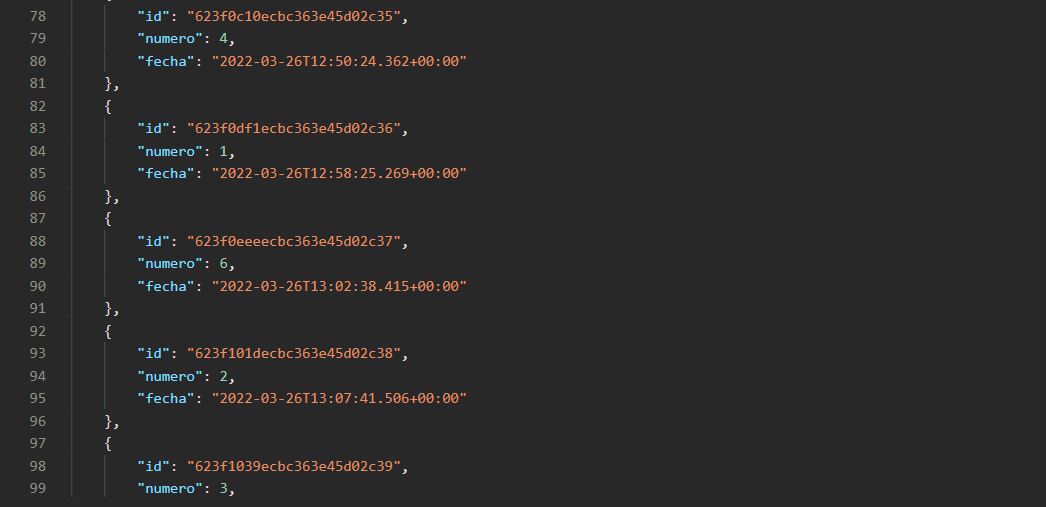 78 "id": "623f0c10ecbc363e45d02c35",
79 "numero": 4,
80 "fecha": "2022-03-26T12:50:24.362+00:00"
81 },
82 {
83 "id": "623f0df1ecbc363e45d02c36",
84 "numero": 1,
85 "fecha": "2022-03-26T12:58:25.269+00:00"
86 },
87 {
88 "id": "623f0eeeecbc363e45d02c37",
89 "numero": 6,
90 "fecha": "2022-03-26T13:02:38.415+00:00"
91 },
92 {
93 "id": "623f101decbc363e45d02c38",
94 "numero": 2,
95 "fecha": "2022-03-26T13:07:41.506+00:00"
96 },
97 {
98 "id": "623f1039ecbc363e45d02c39",
99 "numero": 3,